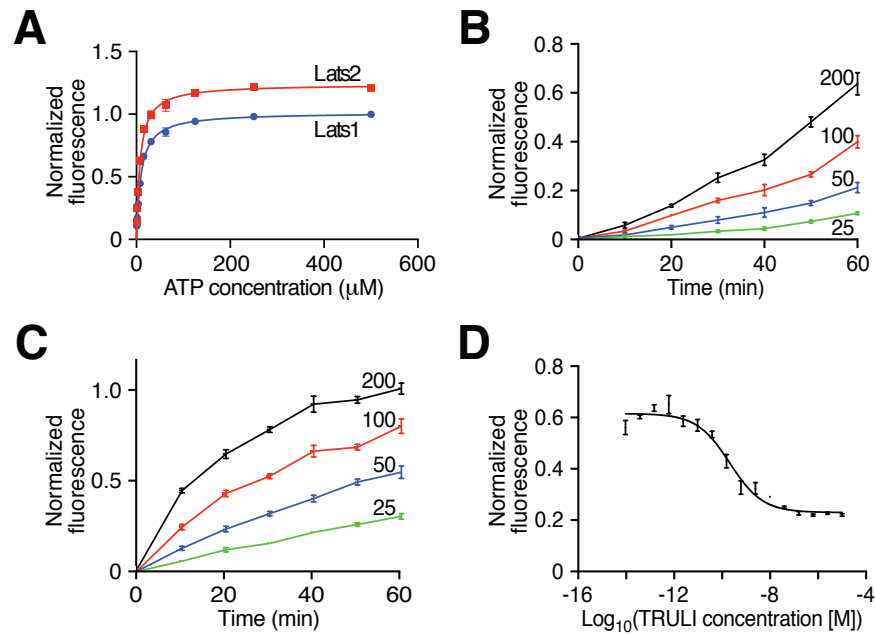 A
Normalized
fluorescence
1.5
1.0
0.5
0
Lats2
Lats1
0
200
400
600
ATP concentration (μM)
B
Normalized
fluorescence
0.8
0.6
0.4
0.2
0
200
100
50
25
0
20
40
60
Time (min)
C
Normalized
fluorescence
1.0
0.5
0
200
100
50
25
0
20
40
60
Time (min)
D
Normalized
fluorescence
0.8
0.6
0.4
0.2
0
-16
-12
-8
-4
Log10(TRULI concentration [M])